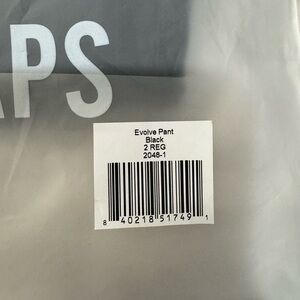 APS
Evolve Pant
Black
2 REG
2048-1
8 40218 51749 1